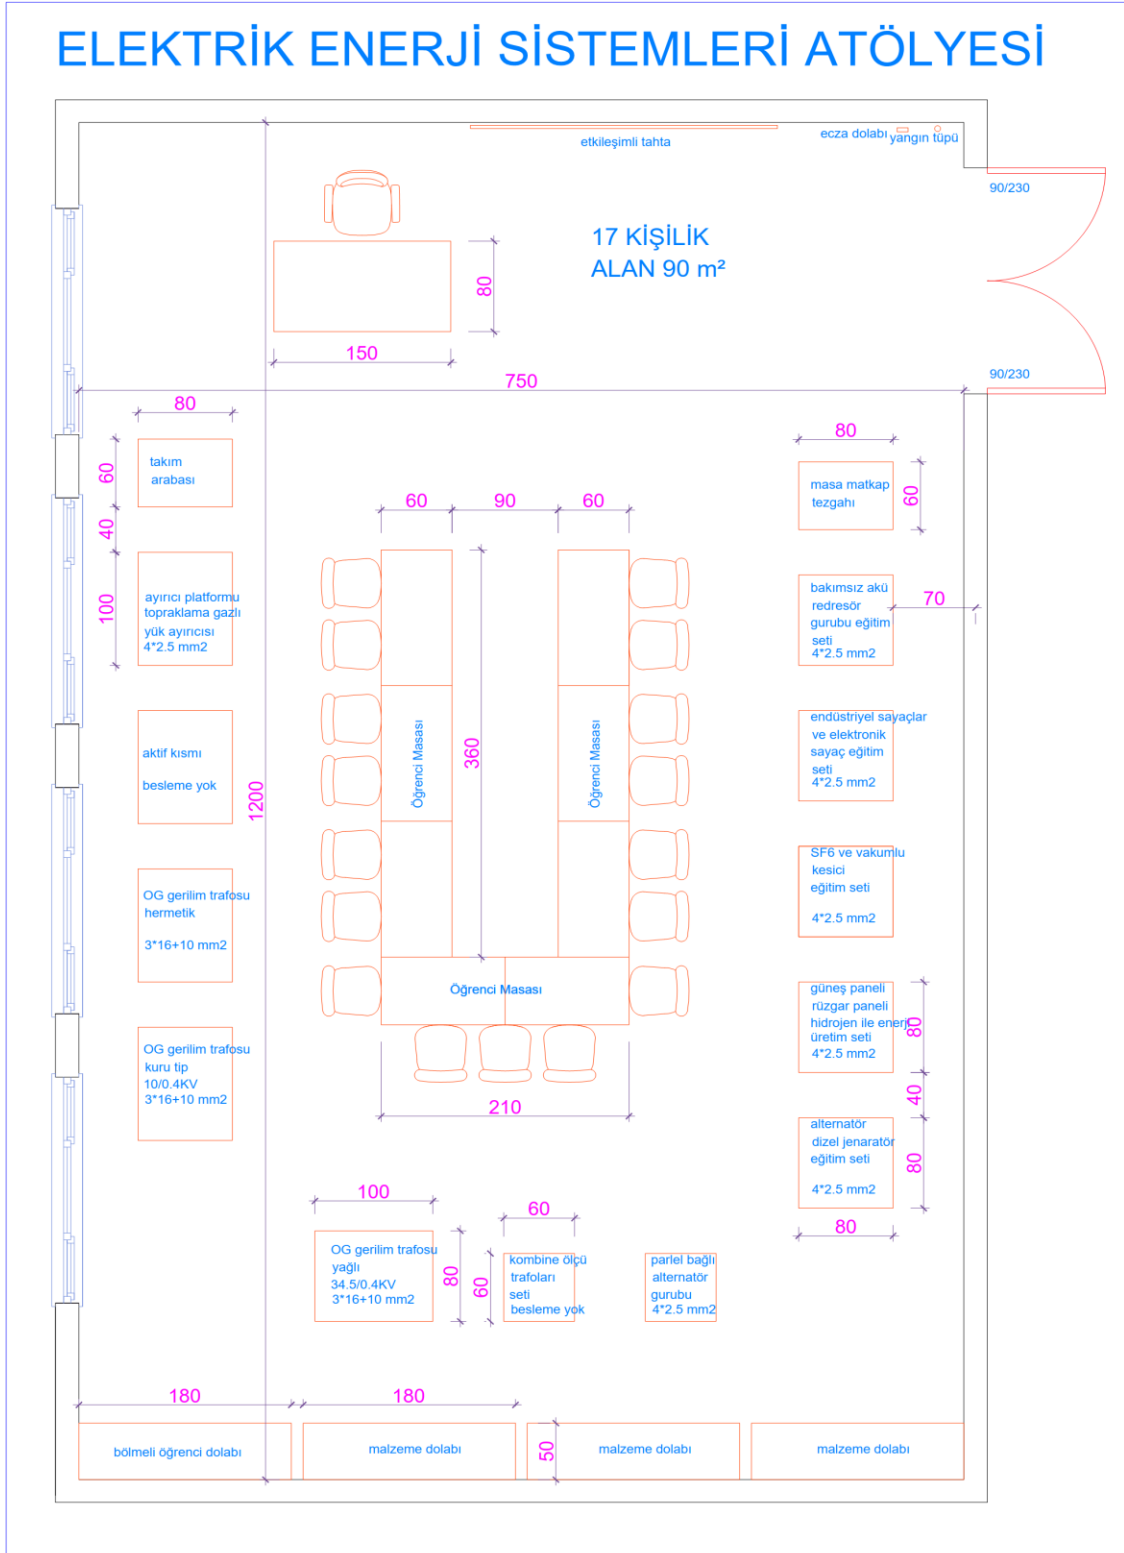 ELEKTRİK ENERJİ SİSTEMLERİ ATÖLYESİ
etkileşimli tahta
ecza dolabı
yangın tüpü
90/230
17 KİŞİLİK
ALAN 90 m²
80
150
90/230
750
80
60
takım
arabası
40
100
ayırıcı platformu
topraklama gazlı
yük ayırıcısı
4*2.5 mm2
aktif kısmı
besleme yok
1200
OG gerilim trafosu
hermetik
3*16+10 mm2
OG gerilim trafosu
kuru tip
10/0.4KV
3*16+10 mm2
60
90
60
360
Öğrenci Masası
Öğrenci Masası
Öğrenci Masası
210
80
masa matkap
tezgahı
60
bakımsız akü
redresör
gurubu eğitim
seti
4*2.5 mm2
70
endüstriyel sayaçlar
ve elektronik
sayaç eğitim
seti
4*2.5 mm2
SF6 ve vakumlu
kesici
eğitim seti
4*2.5 mm2
güneş paneli
rüzgar paneli
hidrojen ile enerji
üretim seti
4*2.5 mm2
80
40
alternatör
dizel jenaratör
eğitim seti
4*2.5 mm2
80
80
100
OG gerilim trafosu
yağlı
34.5/0.4KV
3*16+10 mm2
80
60
60
kombine ölçü
trafoları
seti
besleme yok
parlel bağlı
alternatör
gurubu
4*2.5 mm2
180
180
bölmeli öğrenci dolabı
malzeme dolabı
50
malzeme dolabı
malzeme dolabı